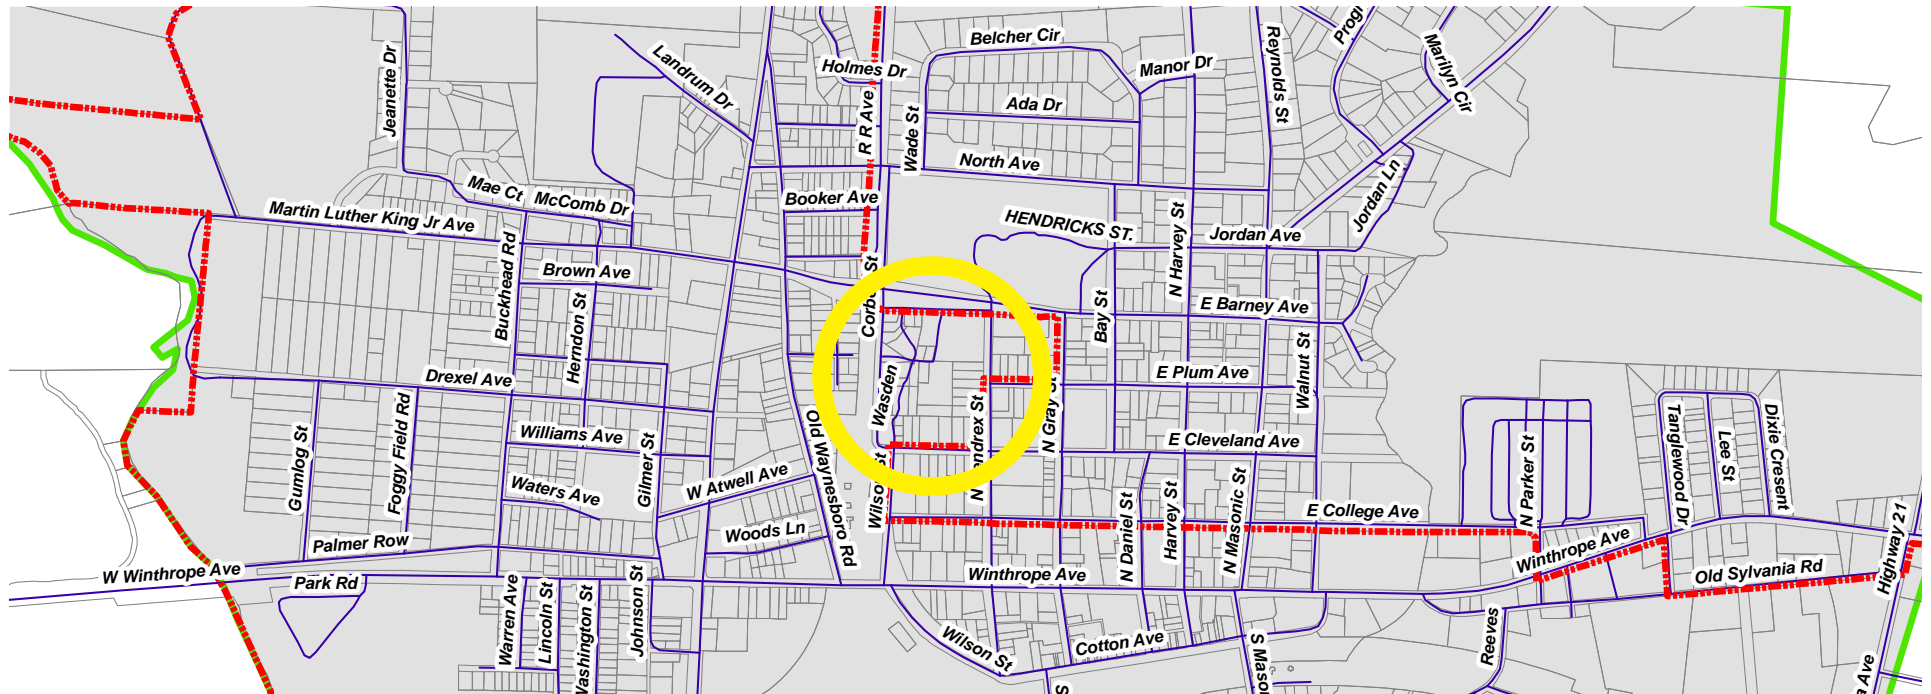 Belcher Cir
Jeanette Dr
Landrum Dr
Holmes Dr
Manor Dr
Reynolds St
Marilyn Cir
Ada Dr
R R Ave
Wade St
North Ave
Mae Ct
McComb Dr
Booker Ave
Jordan Ln
Martin Luther King Jr Ave
HENDRICKS ST.
N Harvey St
Jordan Ave
Buckhead Rd
Brown Ave
Herndon St
Bay St
E Barney Ave
Walnut St
Drexel Ave
E Plum Ave
Wasden
N Gray St
Gumlog St
Foggy Field Rd
Williams Ave
Gilmer St
Old Waynesboro Rd
E Cleveland Ave
Tanglewood Dr
Lee St
Dixie Cresent
N Parker St
W Atwell Ave
Waters Ave
N Daniel St
Harvey St
N Masonic St
E College Ave
Woods Ln
Palmer Row
Winthrope Ave
Highway 21
W Winthrope Ave
Park Rd
Winthrope Ave
Old Sylvania Rd
Warren Ave
Lincoln St
Washington St
Johnson St
Wilson St
Cotton Ave
Reeves